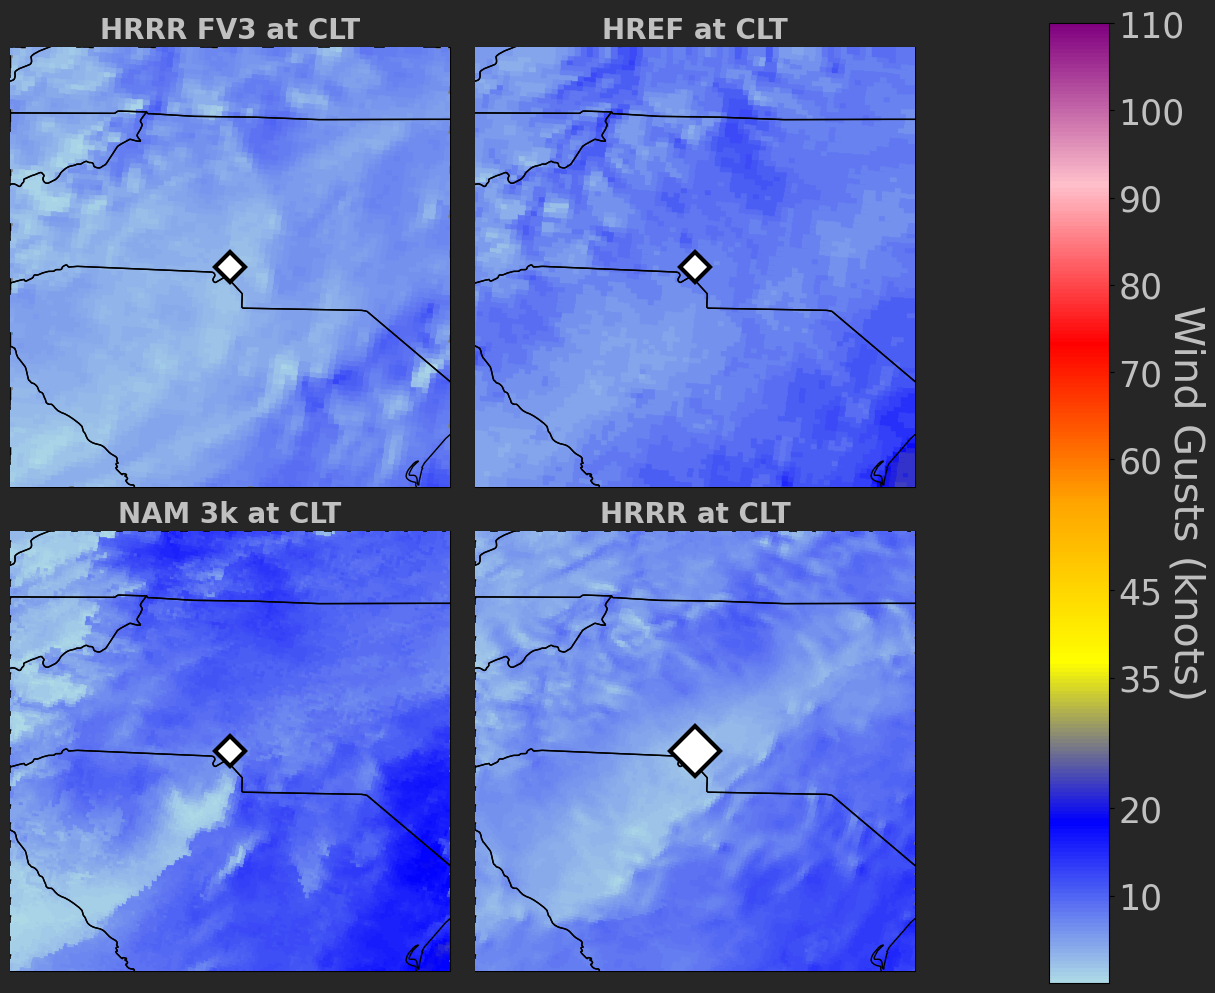 HRRR FV3 at CLT
HREF at CLT
NAM 3k at CLT
HRRR at CLT
110
100
90
80
70
60
45
35
20
10
Wind Gusts (knots)